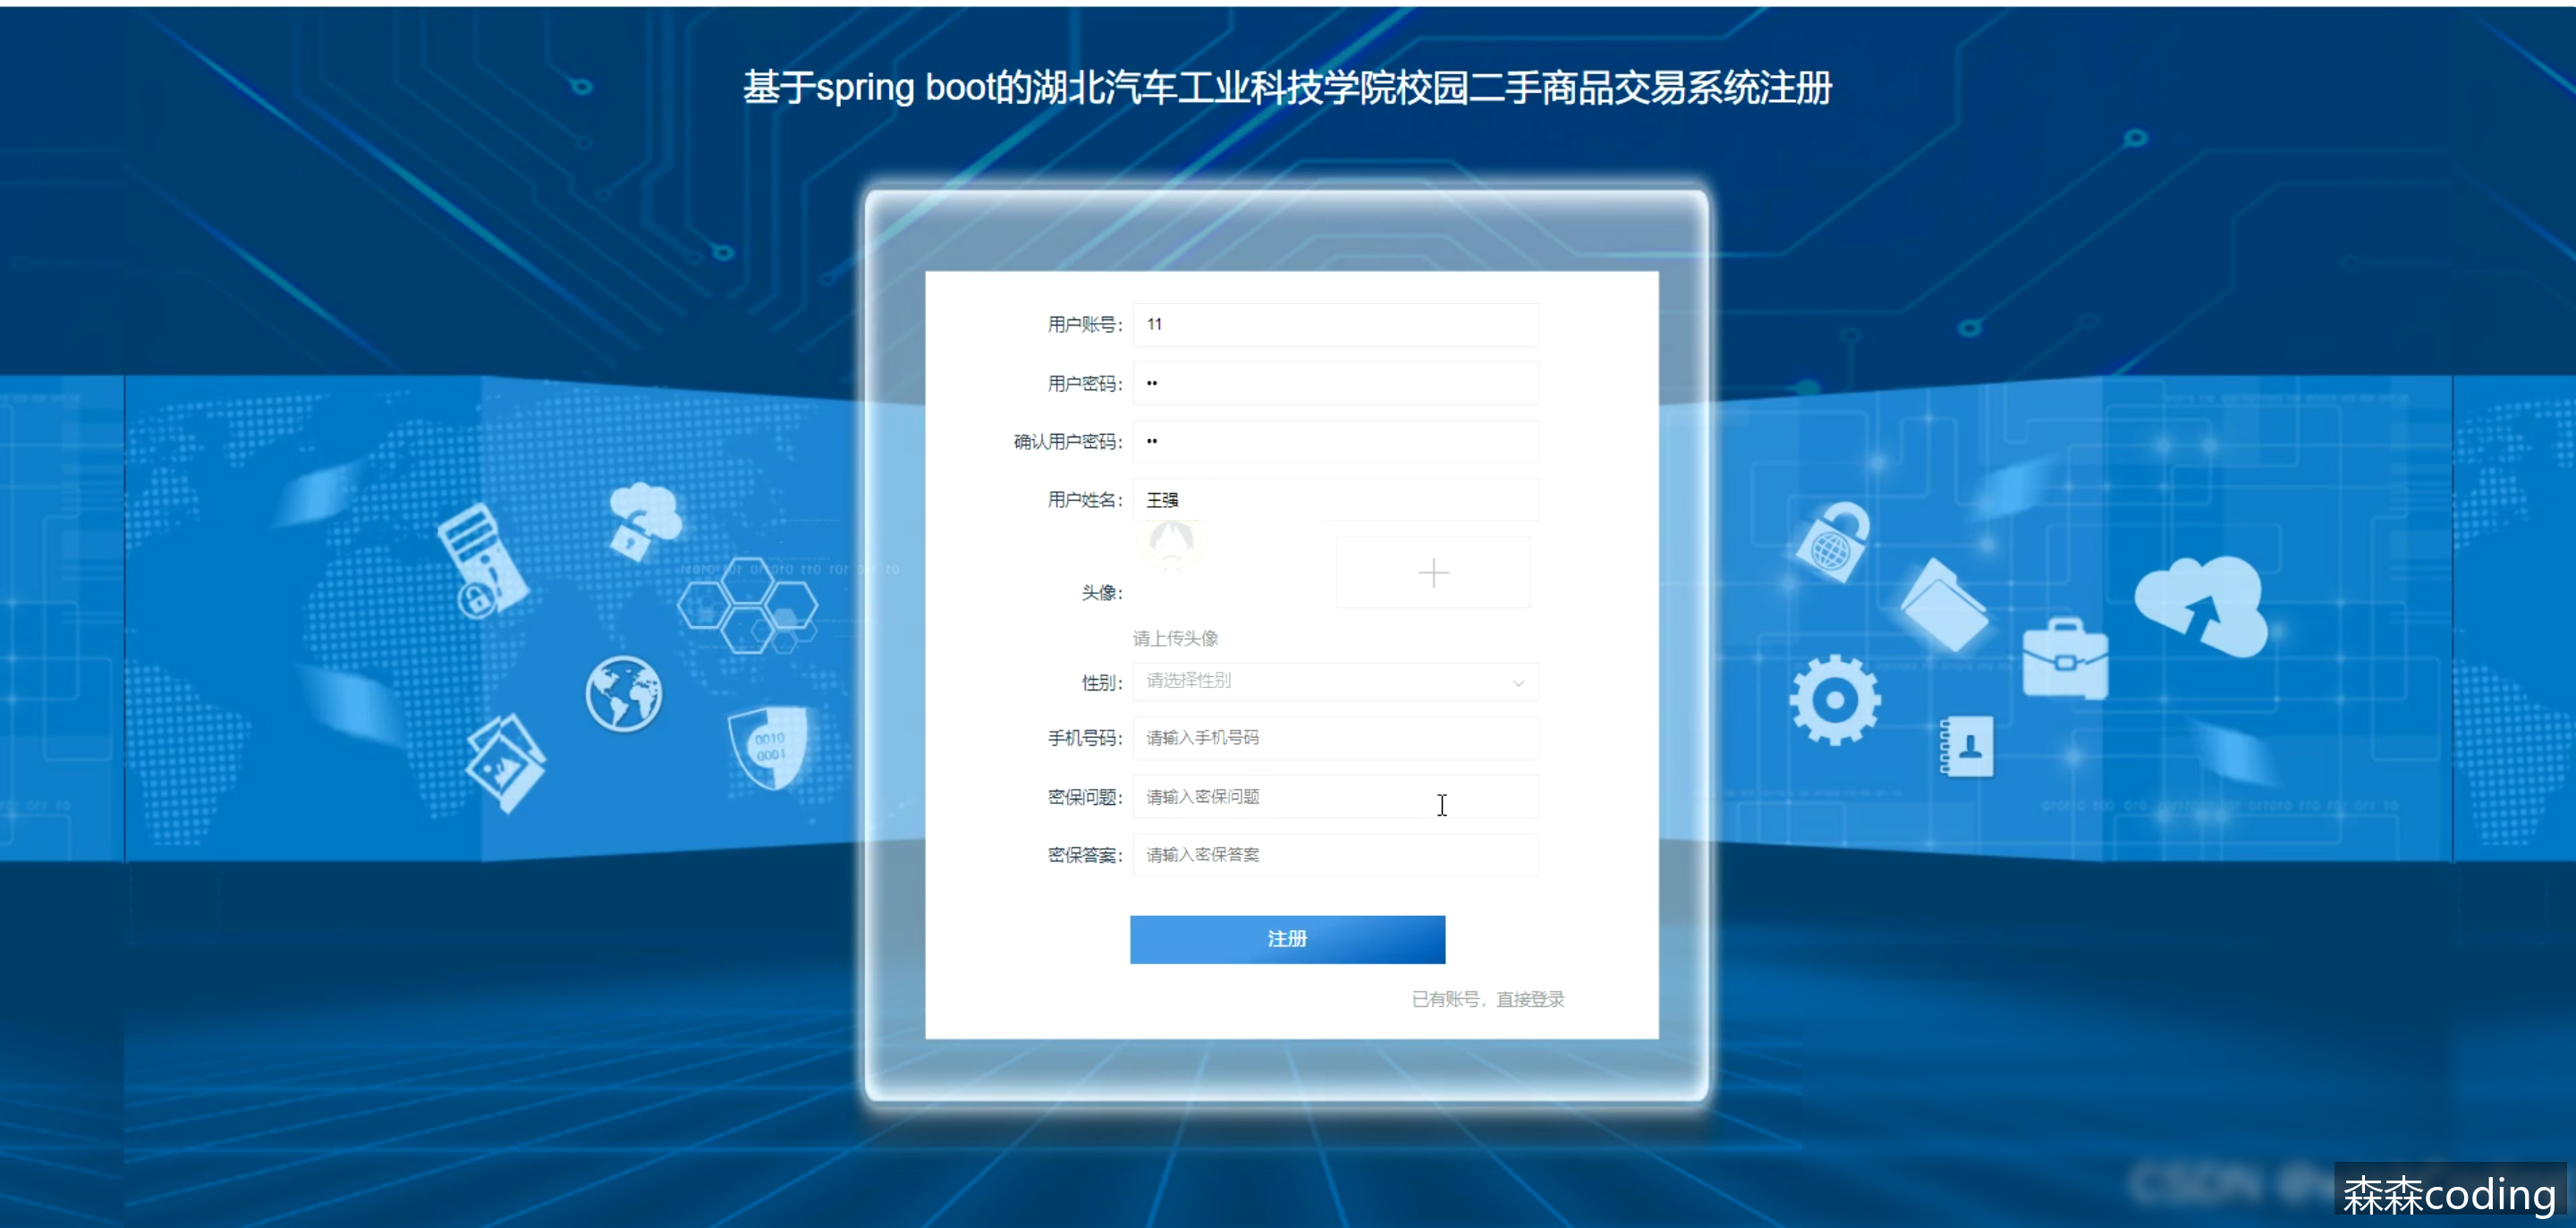 基于spring boot的湖北汽车工业科技学院校园二手商品交易系统注册
用户账号： 11
用户密码： ••
确认用户密码： ••
用户姓名： 王强
头像：
请上传头像
性别： 请选择性别
手机号码： 请输入手机号码
密保问题： 请输入密保问题
密保答案： 请输入密保答案
0010
0001
注册
已有账号，直接登录
森森coding